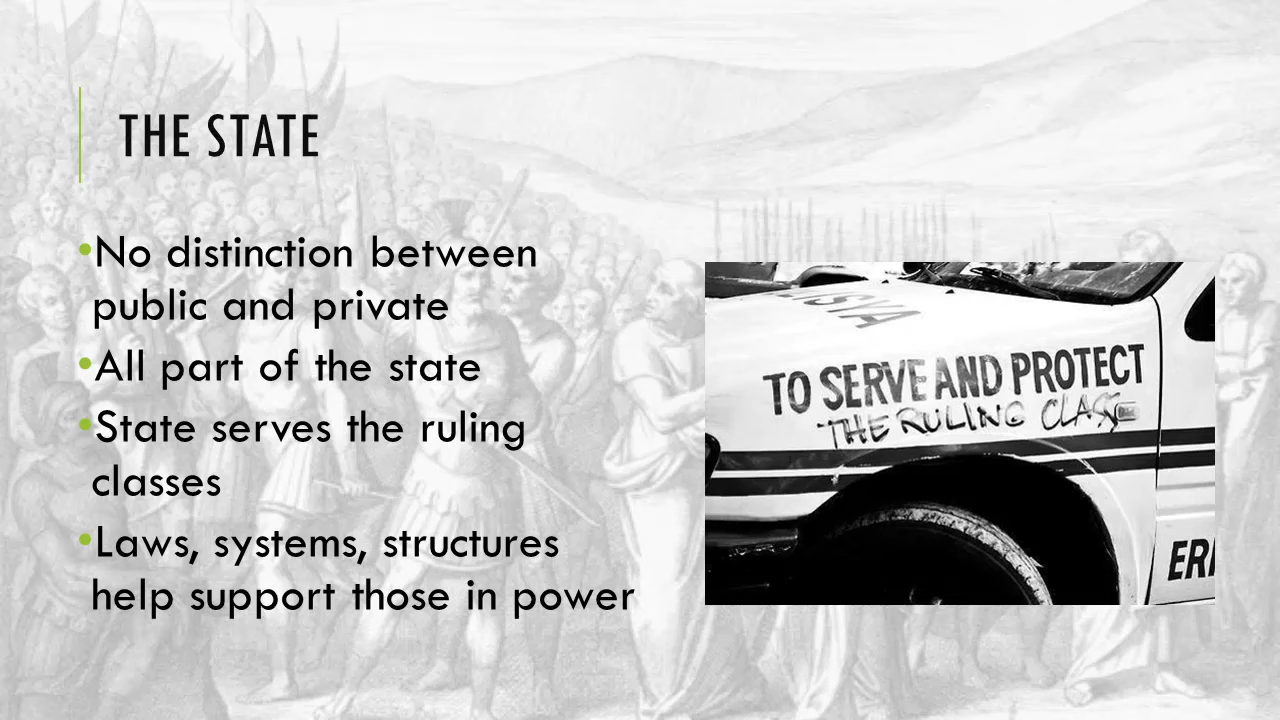 THE STATE
•No distinction between
public and private
•All part of the state
•State serves the ruling
classes
•Laws, systems, structures
help support those in power
TO SERVE AND PROTECT
THE RULING CLASS